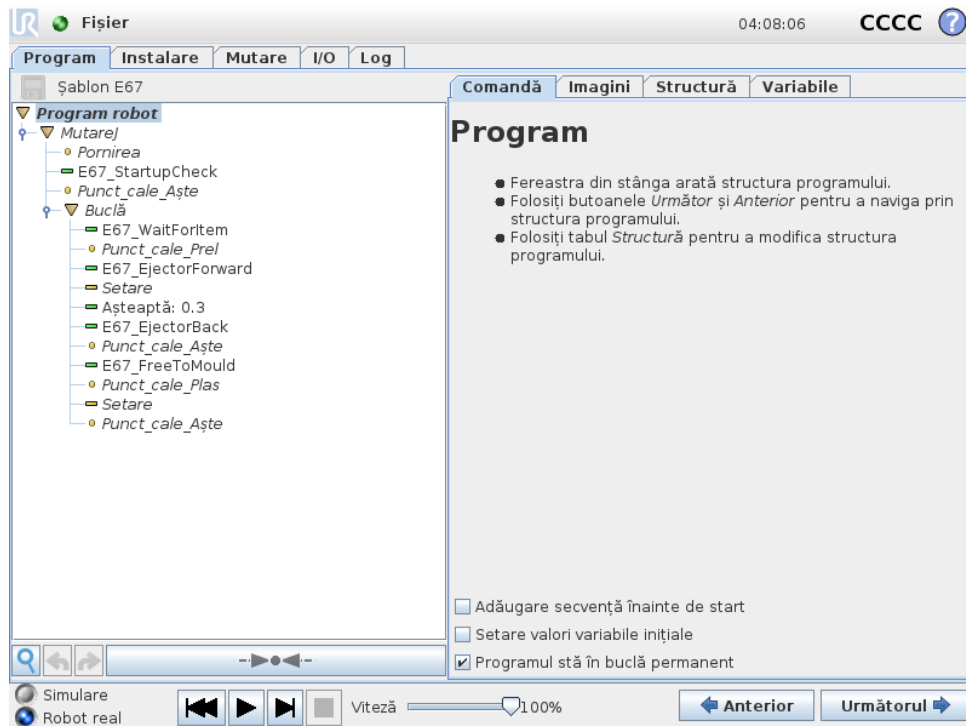 UR
Fișier
04:08:06
CCCC
?
Program
Instalare
Mutare
I/O
Log
Șablon E67
Program robot
MutareJ
Pornirea
E67_StartupCheck
Punct_cale_Aște
Buclă
E67_WaitForItem
Punct_cale_Prel
E67_EjectorForward
Setare
Așteaptă: 0.3
E67_EjectorBack
Punct_cale_Aște
E67_FreeToMould
Punct_cale_Plas
Setare
Punct_cale_Aște
Comandă
Imagini
Structură
Variabile
Program
Fereastra din stânga arată structura programului.
Folosiți butoanele Următor și Anterior pentru a naviga prin
structura programului.
Folosiți tabul Structură pentru a modifica structura
programului.
Adăugare secvență înainte de start
Setare valori variabile inițiale
Programul stă în buclă permanent
Simulare
Robot real
Viteză
100%
Anterior
Următorul